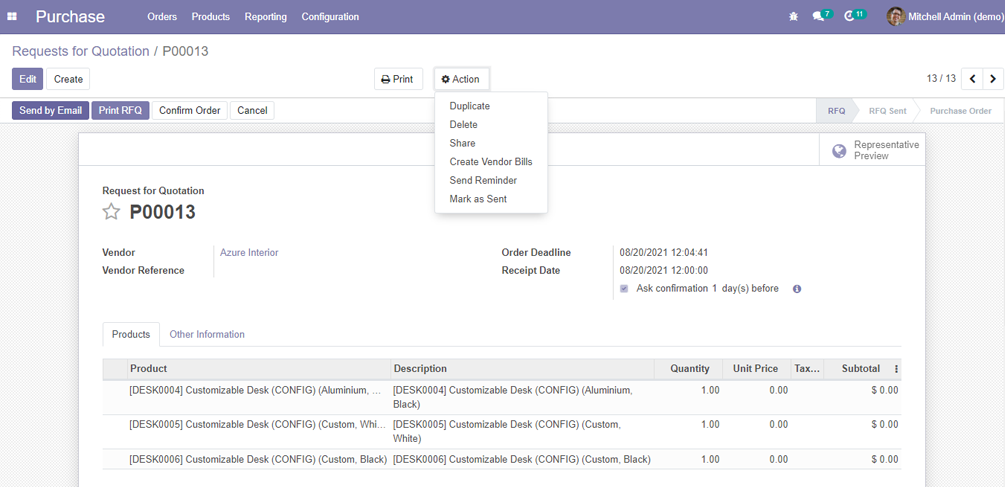 Purchase Orders Products Reporting Configuration 7 11 Mitchell Admin (demo)
Requests for Quotation / P00013
Edit Create Print Action 13 / 13
Duplicate
Delete
Share
Create Vendor Bills
Send Reminder
Mark as Sent
Send by Email Print RFQ Confirm Order Cancel RFQ RFQ Sent Purchase Order
Representative
Preview
Request for Quotation
P00013
Vendor Azure Interior Order Deadline 08/20/2021 12:04:41
Vendor Reference Receipt Date 08/20/2021 12:00:00
Ask confirmation 1 day(s) before
Products Other Information
Product Description Quantity Unit Price Tax... Subtotal
[DESK0004] Customizable Desk (CONFIG) (Aluminium, ... [DESK0004] Customizable Desk (CONFIG) (Aluminium, 1.00 0.00 $ 0.00
Black)
[DESK0005] Customizable Desk (CONFIG) (Custom, Whi... [DESK0005] Customizable Desk (CONFIG) (Custom, 1.00 0.00 $ 0.00
White)
[DESK0006] Customizable Desk (CONFIG) (Custom, Black) [DESK0006] Customizable Desk (CONFIG) (Custom, Black) 1.00 0.00 $ 0.00